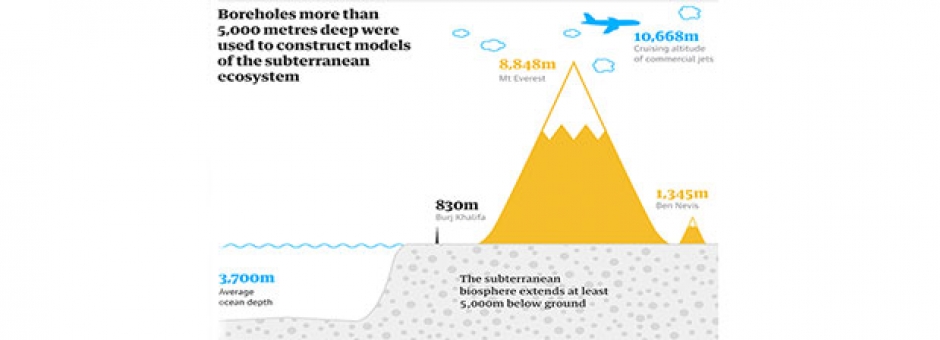 Boreholes more than
5,000 metres deep were
used to construct models
of the subterranean
ecosystem
10,668m
Cruising altitude
of commercial jets
8,848m
Mt Everest
1,345m
Ben Nevis
830m
Burj Khalifa
3,700m
Average
ocean depth
The subterranean
biosphere extends at least
5,000m below ground